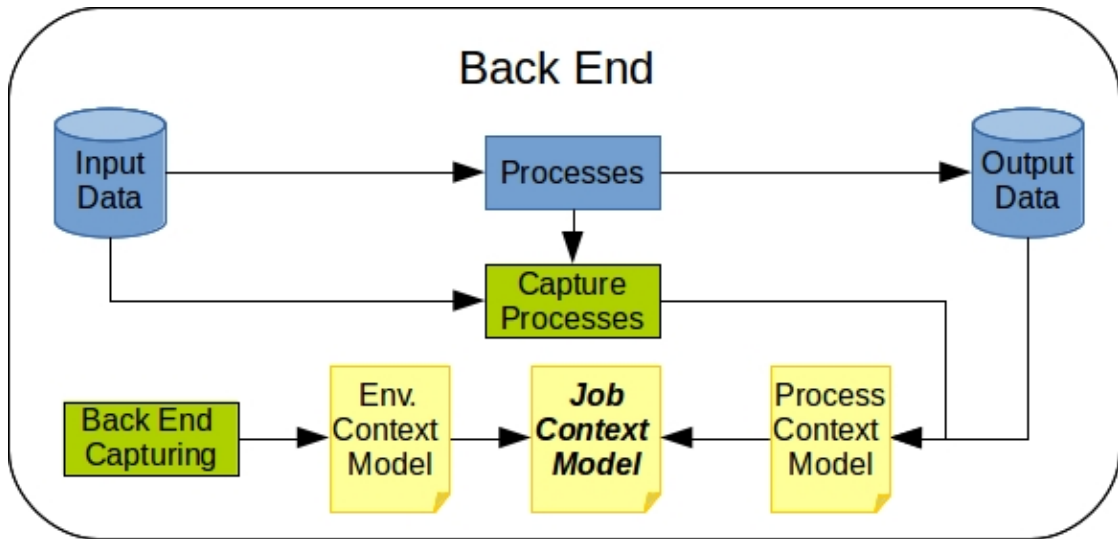 Back End
Input
Data
Processes
Output
Data
Capture
Processes
Back End
Capturing
Env.
Context
Model
Job
Context
Model
Process
Context
Model